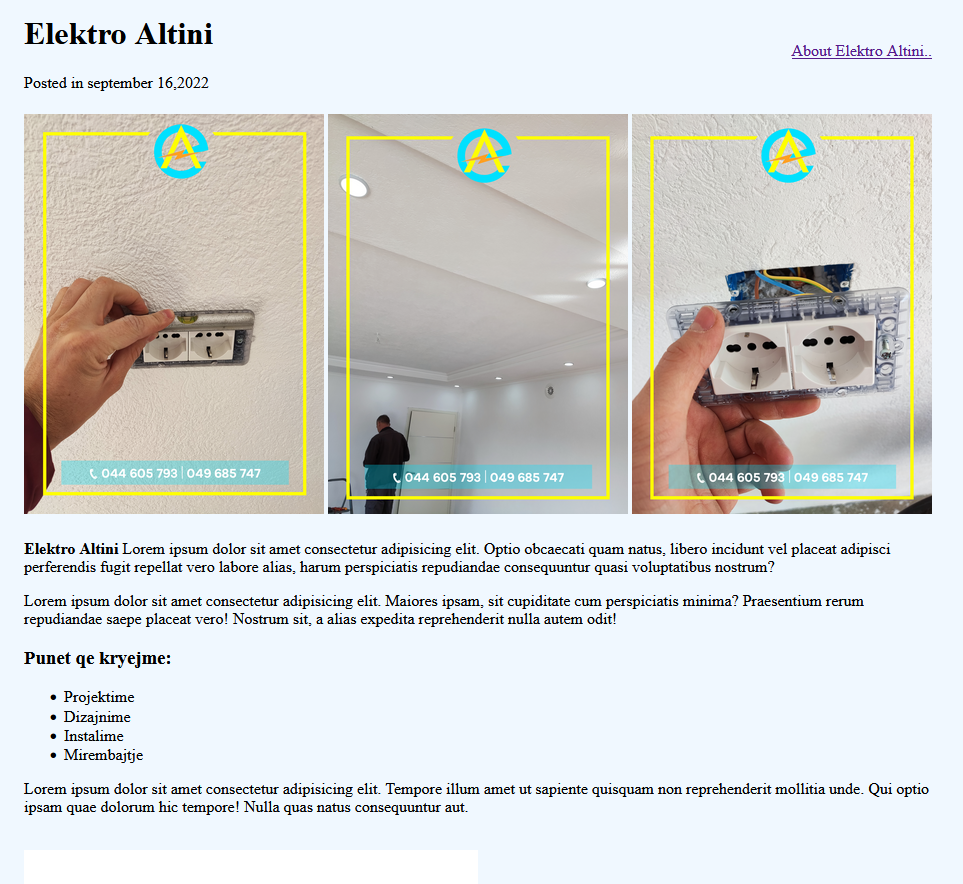 Elektro Altini
About Elektro Altini..
Posted in september 16,2022
044 605 793 | 049 685 747
044 605 793 | 049 685 747
044 605 793 | 049 685 747
Elektro Altini Lorem ipsum dolor sit amet consectetur adipisicing elit. Optio obcaecati quam natus, libero incidunt vel placeat adipisci
perferendis fugit repellat vero labore alias, harum perspiciatis repudiandae consequuntur quasi voluptatibus nostrum?
Lorem ipsum dolor sit amet consectetur adipisicing elit. Maiores ipsam, sit cupiditate cum perspiciatis minima? Praesentium rerum
repudiandae saepe placeat vero! Nostrum sit, a alias expedita reprehenderit nulla autem odit!
Punet qe kryejme:
• Projektime
• Dizajnime
• Instalime
• Mirembajtje
Lorem ipsum dolor sit amet consectetur adipisicing elit. Tempore illum amet ut sapiente quisquam non reprehenderit mollitia unde. Qui optio
ipsam quae dolorum hic tempore! Nulla quas natus consequuntur aut.